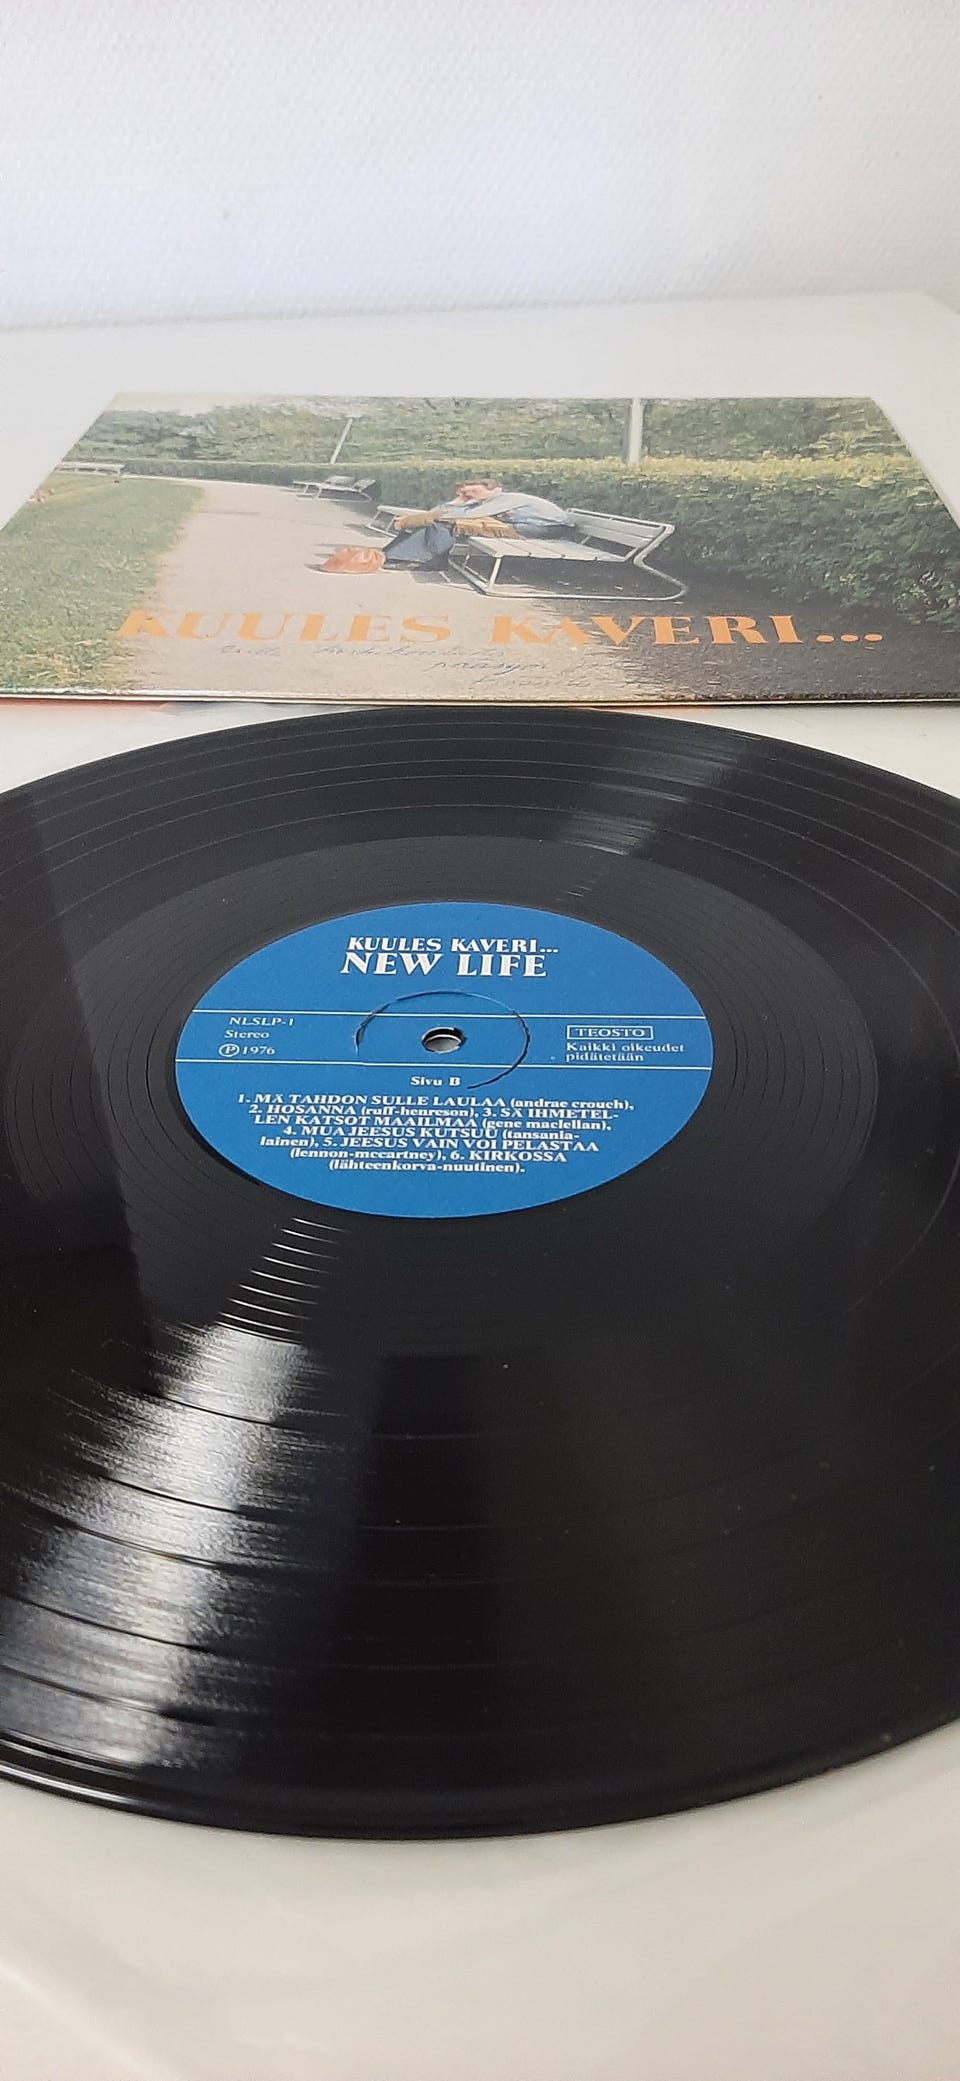 KUULES KAVERI...
KUULES KAVERI...
NEW LIFE
NLSLP-1
Stereo
Ⓟ 1976
TEOSTO
Kaikki oikeudet
pidätetään
Sivu B
1. MÄ TAHDON SULLE LAULAA (andrae crouch),
2. HOSANNA (ruff-henreson), 3. SÄ IHMETEL-
LEN KATSOT MAAILMAA (gene maclellan),
4. MUA JEESUS KUTSUU (tansania-
lainen), 5. JEESUS VAIN VOI PELASTAA
(lennon-mccartney), 6. KIRKOSSA
(lähteenkorva-nuutinen).